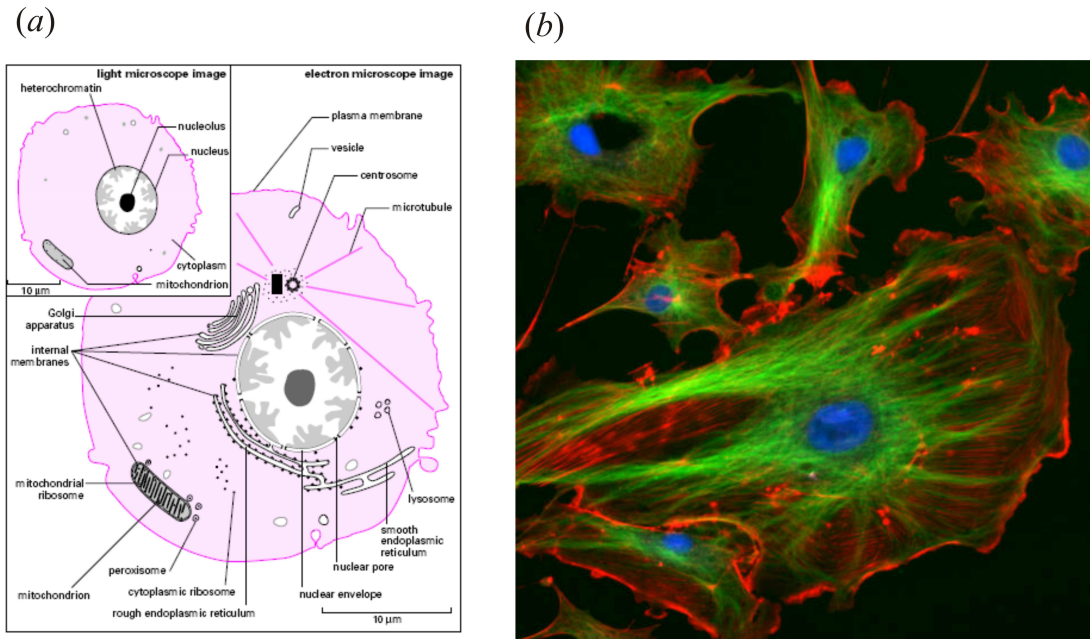 (a)
(b)
light microscope image
electron microscope image
heterochromatin
nucleolus
nucleus
cytoplasm
mitochondrion
10 µm
plasma membrane
vesicle
centrosome
microtubule
Golgi
apparatus
internal
membranes
mitochondrial
ribosome
lysosome
smooth
endoplasmic
reticulum
peroxisome
nuclear pore
cytoplasmic ribosome
mitochondrion
nuclear envelope
rough endoplasmic reticulum
10 µm